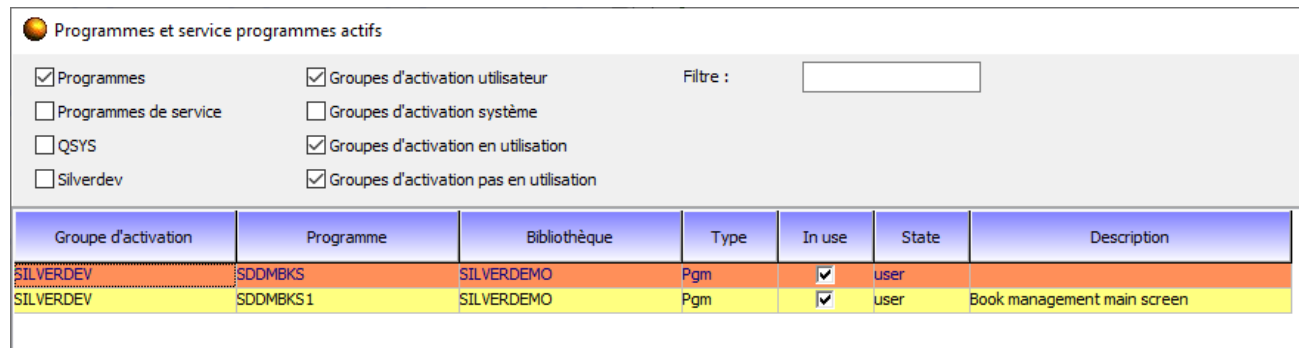 Programmes et service programmes actifs
Programmes Groupes d'activation utilisateur Filtre :
Programmes de service Groupes d'activation système
QSYS Groupes d'activation en utilisation
Silverdev Groupes d'activation pas en utilisation
Groupe d'activation Programme Bibliothèque Type In use State Description
SILVERDEV SDDMBKS SILVERDEMO Pgm user
SILVERDEV SDDMBKS1 SILVERDEMO Pgm user Book management main screen